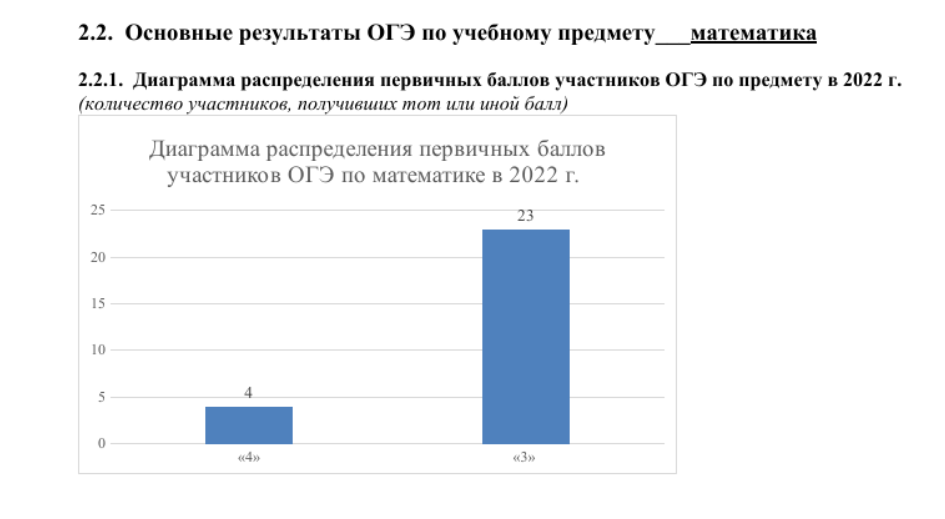 2.2. Основные результаты ОГЭ по учебному предмету___математика
2.2.1. Диаграмма распределения первичных баллов участников ОГЭ по предмету в 2022 г.
(количество участников, получивших тот или иной балл)
Диаграмма распределения первичных баллов
участников ОГЭ по математике в 2022 г.
25
23
20
15
10
4
5
0
«4» «3»